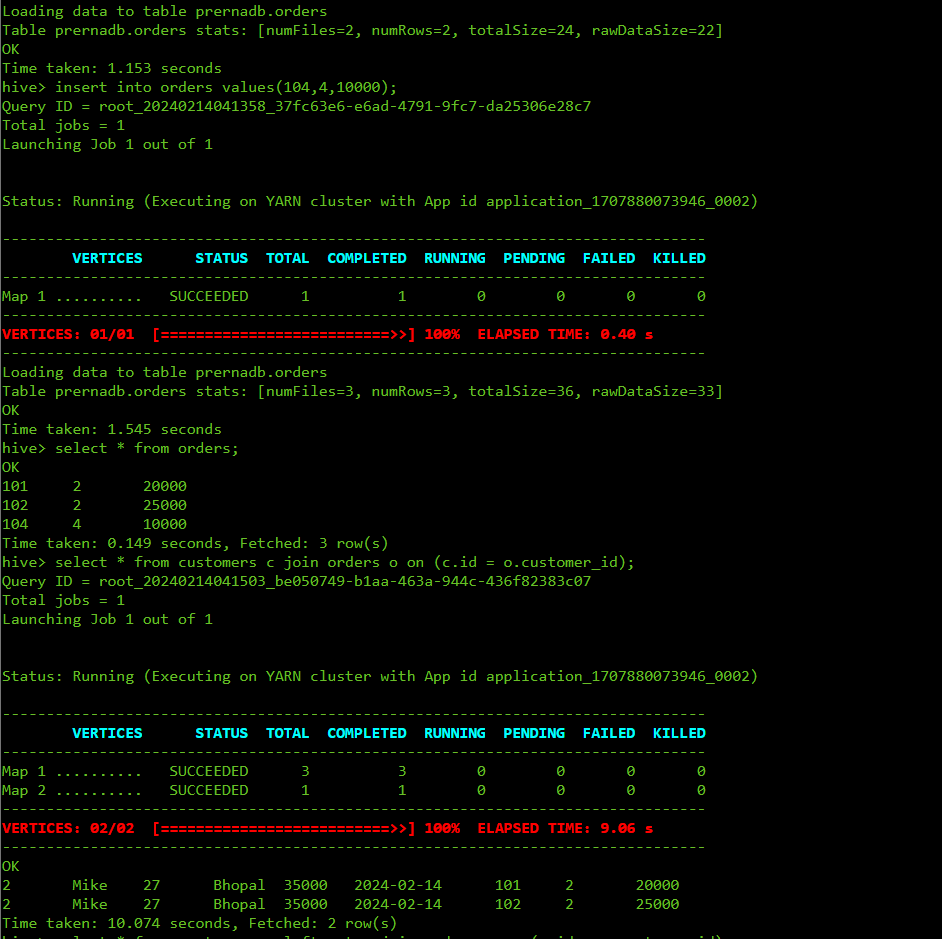 Loading data to table prernadb.orders
Table prernadb.orders stats: [numFiles=2, numRows=2, totalSize=24, rawDataSize=22]
OK
Time taken: 1.153 seconds
hive> insert into orders values(104,4,10000);
Query ID = root_20240214041358_37fc63e6-e6ad-4791-9fc7-da25306e28c7
Total jobs = 1
Launching Job 1 out of 1
Status: Running (Executing on YARN cluster with App id application_1707880073946_0002)
--------------------------------------------------------------------------------
VERTICES STATUS TOTAL COMPLETED RUNNING PENDING FAILED KILLED
--------------------------------------------------------------------------------
Map 1 .......... SUCCEEDED 1 1 0 0 0 0
--------------------------------------------------------------------------------
VERTICES: 01/01 [==========================>>] 100% ELAPSED TIME: 0.40 s
--------------------------------------------------------------------------------
Loading data to table prernadb.orders
Table prernadb.orders stats: [numFiles=3, numRows=3, totalSize=36, rawDataSize=33]
OK
Time taken: 1.545 seconds
hive> select * from orders;
OK
101 2 20000
102 2 25000
104 4 10000
Time taken: 0.149 seconds, Fetched: 3 row(s)
hive> select * from customers c join orders o on (c.id = o.customer_id);
Query ID = root_20240214041503_be050749-b1aa-463a-944c-436f82383c07
Total jobs = 1
Launching Job 1 out of 1
Status: Running (Executing on YARN cluster with App id application_1707880073946_0002)
--------------------------------------------------------------------------------
VERTICES STATUS TOTAL COMPLETED RUNNING PENDING FAILED KILLED
--------------------------------------------------------------------------------
Map 1 .......... SUCCEEDED 3 3 0 0 0 0
Map 2 .......... SUCCEEDED 1 1 0 0 0 0
--------------------------------------------------------------------------------
VERTICES: 02/02 [==========================>>] 100% ELAPSED TIME: 9.06 s
--------------------------------------------------------------------------------
OK
2 Mike 27 Bhopal 35000 2024-02-14 101 2 20000
2 Mike 27 Bhopal 35000 2024-02-14 102 2 25000
Time taken: 10.074 seconds, Fetched: 2 row(s)